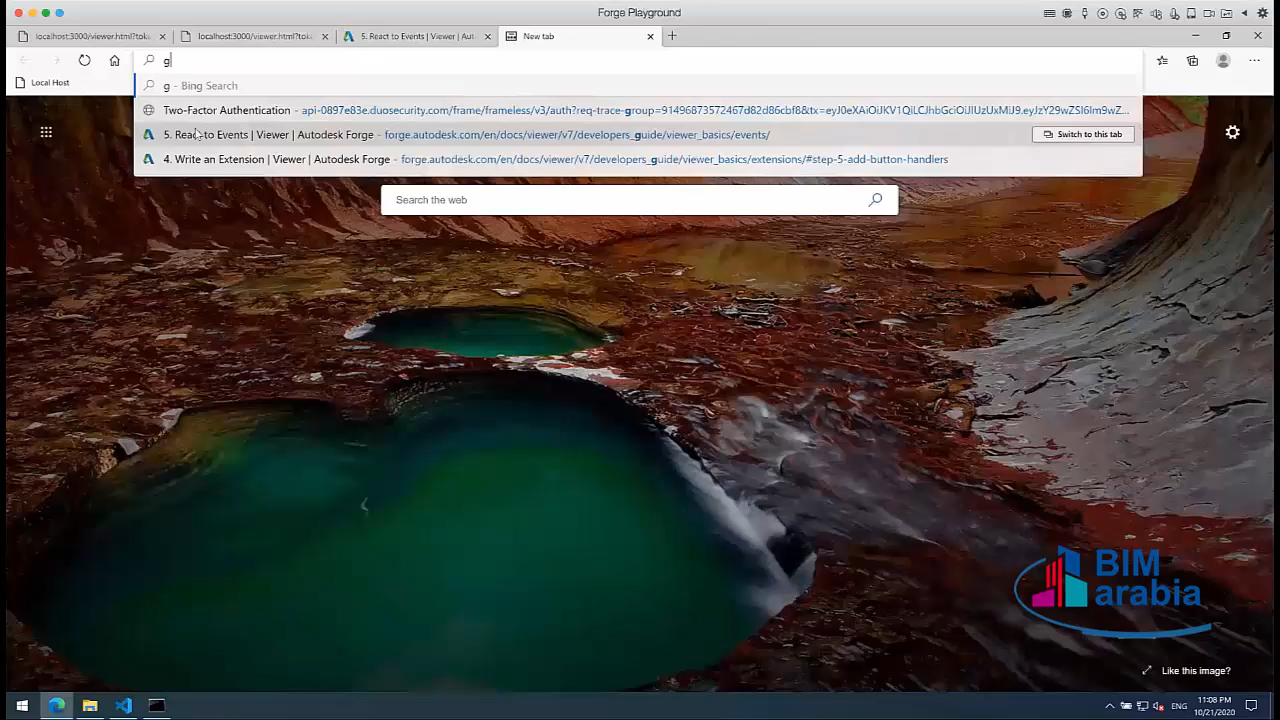 Forge Playground
localhost:3000/viewer.html?tok
localhost:3000/viewer.html?tok
5. React to Events | Viewer | Aut
New tab
g
Local Host
g - Bing Search
Two-Factor Authentication - api-0897e83e.duosecurity.com/frame/frameless/v3/auth?req-trace-group=91496873572467d82d86cbf8&tx=eyJ0eXAiOiJKV1QiLCJhbGciOiJIUzUxMiJ9.eyJzY29wZSI6Im9wZ...
5. React to Events | Viewer | Autodesk Forge - forge.autodesk.com/en/docs/viewer/v7/developers_guide/viewer_basics/events/
Switch to this tab
4. Write an Extension | Viewer | Autodesk Forge - forge.autodesk.com/en/docs/viewer/v7/developers_guide/viewer_basics/extensions/#step-5-add-button-handlers
Search the web
BIM
arabia
Like this image?
ENG
11:08 PM
10/21/2020